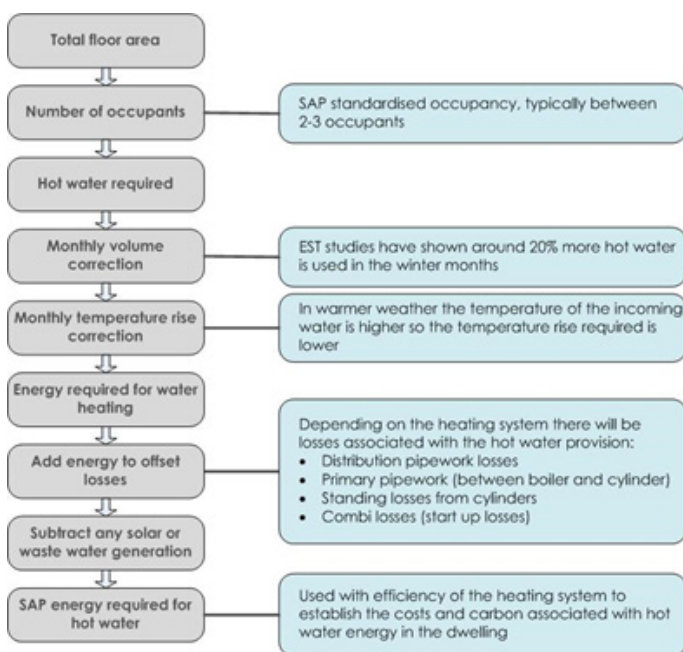 Total floor area
Number of occupants
SAP standardised occupancy, typically between
2-3 occupants
Hot water required
Monthly volume
correction
EST studies have shown around 20% more hot water
is used in the winter months
Monthly temperature rise
correction
In warmer weather the temperature of the incoming
water is higher so the temperature rise required is
lower
Energy required for water
heating
Add energy to offset
losses
Depending on the heating system there will be
losses associated with the hot water provision:
• Distribution pipework losses
• Primary pipework (between boiler and cylinder)
• Standing losses from cylinders
• Combi losses (start up losses)
Subtract any solar or
waste water generation
SAP energy required for
hot water
Used with efficiency of the heating system to
establish the costs and carbon associated with hot
water energy in the dwelling